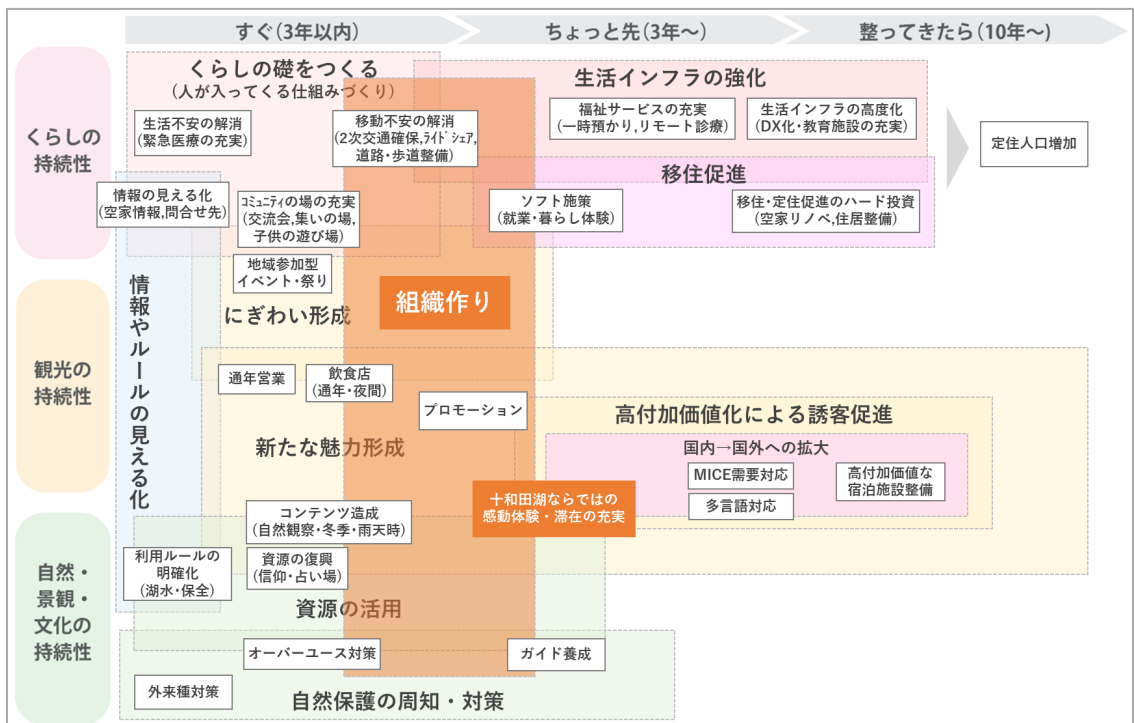 すぐ(3年以内)
ちょっと先(3年～)
整ってきたら(10年～)
くらしの
持続性
くらしの礎をつくる
(人が入ってくる仕組みづくり)
生活不安の解消
(緊急医療の充実)
移動不安の解消
(2次交通確保,ﾗｲﾄﾞｼｪｱ,
道路・歩道整備)
生活インフラの強化
福祉サービスの充実
(一時預かり,リモート診療)
生活インフラの高度化
(DX化・教育施設の充実)
定住人口増加
移住促進
情報の見える化
(空家情報,問合せ先)
ｺﾐｭﾆﾃｨの場の充実
(交流会,集いの場,
子供の遊び場)
ソフト施策
(就業・暮らし体験)
移住・定住促進のハード投資
(空家リノベ,住居整備)
地域参加型
イベント・祭り
情報やルールの見える化
組織作り
にぎわい形成
観光の
持続性
通年営業
飲食店
(通年・夜間)
プロモーション
高付加価値化による誘客促進
新たな魅力形成
国内→国外への拡大
MICE需要対応
高付加価値な
宿泊施設整備
多言語対応
十和田湖ならではの
感動体験・滞在の充実
コンテンツ造成
(自然観察・冬季・雨天時)
自然・
景観・
文化の
持続性
利用ルールの
明確化
(湖水・保全)
資源の復興
(信仰・占い場)
資源の活用
オーバーユース対策
ガイド養成
外来種対策
自然保護の周知・対策